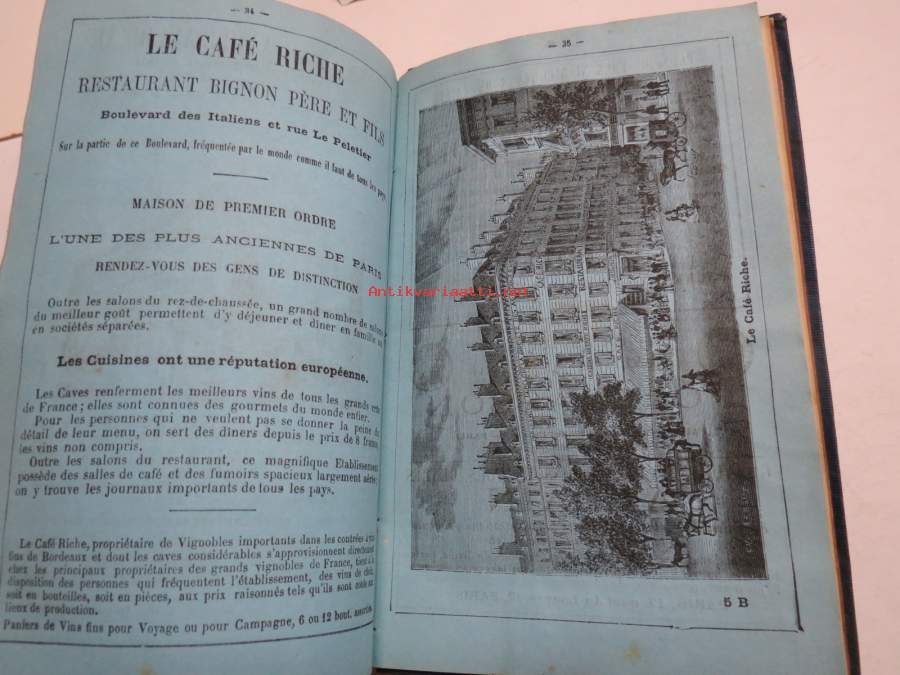 — 34 —
LE CAFÉ RICHE
RESTAURANT BIGNON PÈRE ET FILS
Boulevard des Italiens et rue Le Peletier
Sur la partie de ce Boulevard, fréquentée par le monde comme il faut de tous les pays
MAISON DE PREMIER ORDRE
L'UNE DES PLUS ANCIENNES DE PARIS
RENDEZ-VOUS DES GENS DE DISTINCTION
Outre les salons du rez-de-chaussée, un grand nombre de salons
du meilleur goût permettent d'y déjeuner et dîner en famille ou
en sociétés séparées.
Les Cuisines ont une réputation européenne.
Les Caves renferment les meilleurs vins de tous les grands crus
de France; elles sont connues des gourmets du monde entier.
Pour les personnes qui ne veulent pas se donner la peine du
détail de leur menu, on sert des dîners depuis le prix de 8 francs
les vins non compris.
Outre les salons du restaurant, ce magnifique Etablissement
possède des salles de café et des fumoirs spacieux largement aérés;
on y trouve les journaux importants de tous les pays.
Le Café Riche, propriétaire de Vignobles importants dans les contrées à vins
fins de Bordeaux et dont les caves considérables s'approvisionnent directement
chez les principaux propriétaires des grands vignobles de France, tient à la
disposition des personnes qui fréquentent l'établissement, des vins de choix,
soit en bouteilles, soit en pièces, aux prix raisonnés tels qu'ils sont cotés aux
lieux de production.
Paniers de Vins fins pour Voyage ou pour Campagne, 6 ou 12 bout. assorties.
— 35 —
RESTAURANT
Le Café Riche.
5 B
Antikvariaatti.net